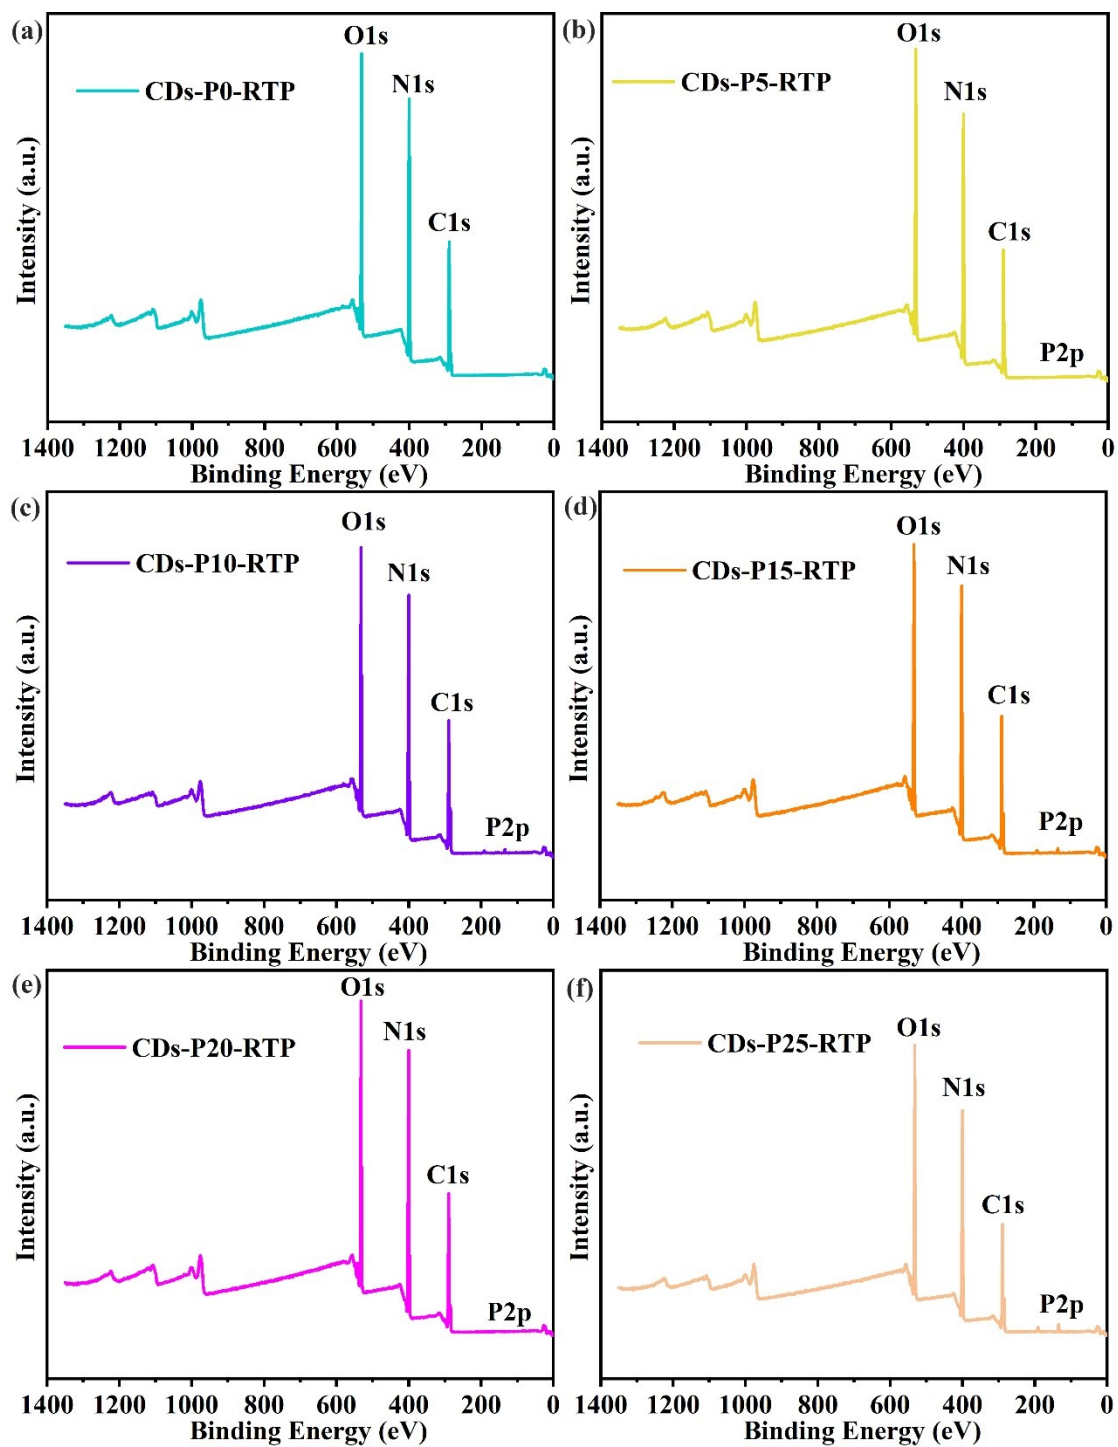 (a)
O1s
CDs-P0-RTP
N1s
C1s
Intensity (a.u.)
1400 1200 1000 800 600 400 200 0
Binding Energy (eV)
(b)
O1s
CDs-P5-RTP
N1s
C1s
P2p
Intensity (a.u.)
1400 1200 1000 800 600 400 200 0
Binding Energy (eV)
(c)
O1s
CDs-P10-RTP
N1s
C1s
P2p
Intensity (a.u.)
1400 1200 1000 800 600 400 200 0
Binding Energy (eV)
(d)
O1s
CDs-P15-RTP
N1s
C1s
P2p
Intensity (a.u.)
1400 1200 1000 800 600 400 200 0
Binding Energy (eV)
(e)
O1s
CDs-P20-RTP
N1s
C1s
P2p
Intensity (a.u.)
1400 1200 1000 800 600 400 200 0
Binding Energy (eV)
(f)
O1s
CDs-P25-RTP
N1s
C1s
P2p
Intensity (a.u.)
1400 1200 1000 800 600 400 200 0
Binding Energy (eV)